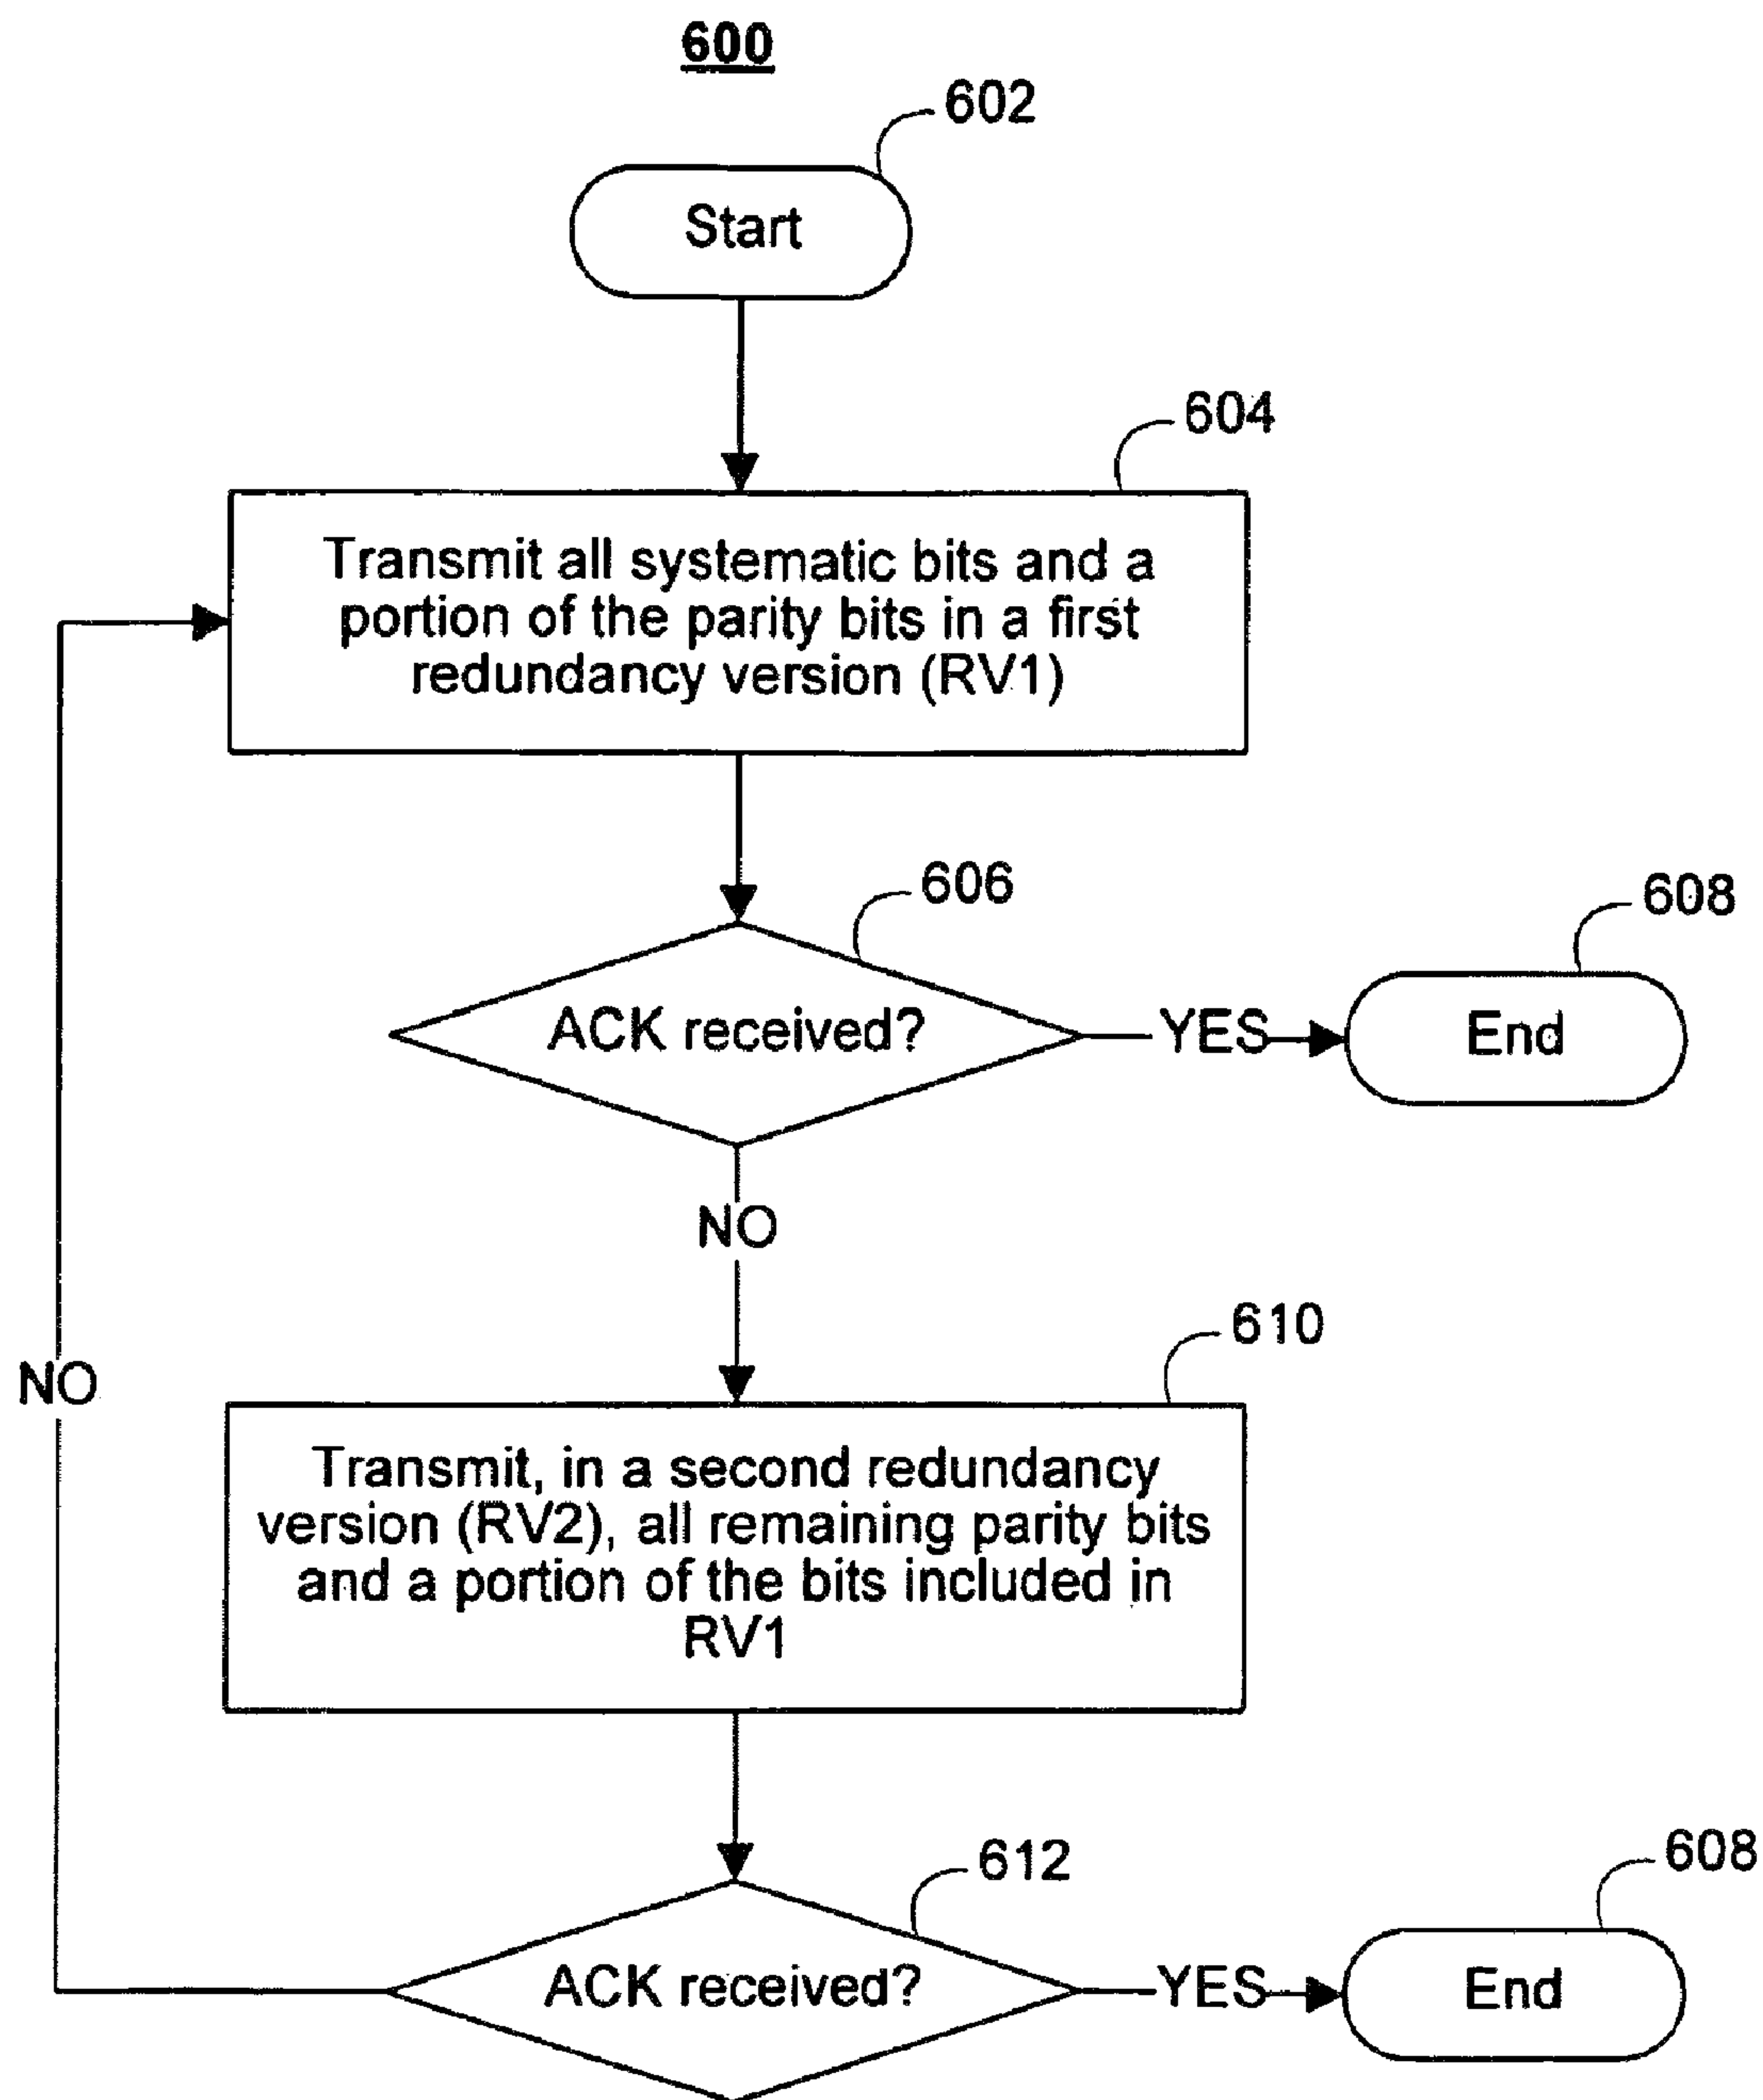 600
602
Start
604
Transmit all systematic bits and a
portion of the parity bits in a first
redundancy version (RV1)
606
608
ACK received?
YES
End
NO
610
NO
Transmit, in a second redundancy
version (RV2), all remaining parity bits
and a portion of the bits included in
RV1
612
608
ACK received?
YES
End